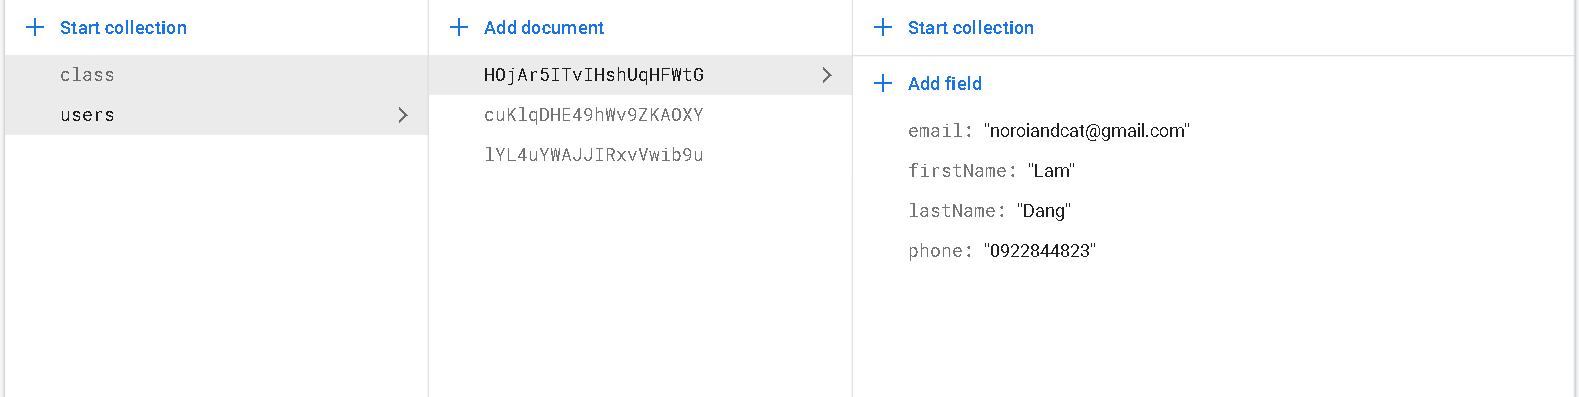 Start collection
class
users
Add document
H0jAr5ITvIHshUqHFWtG
cuKlqDHE49hWv9ZKAOXY
lYL4uYWAJJIRxvVwib9u
Start collection
Add field
email: "noroiandcat@gmail.com"
firstName: "Lam"
lastName: "Dang"
phone: "0922844823"